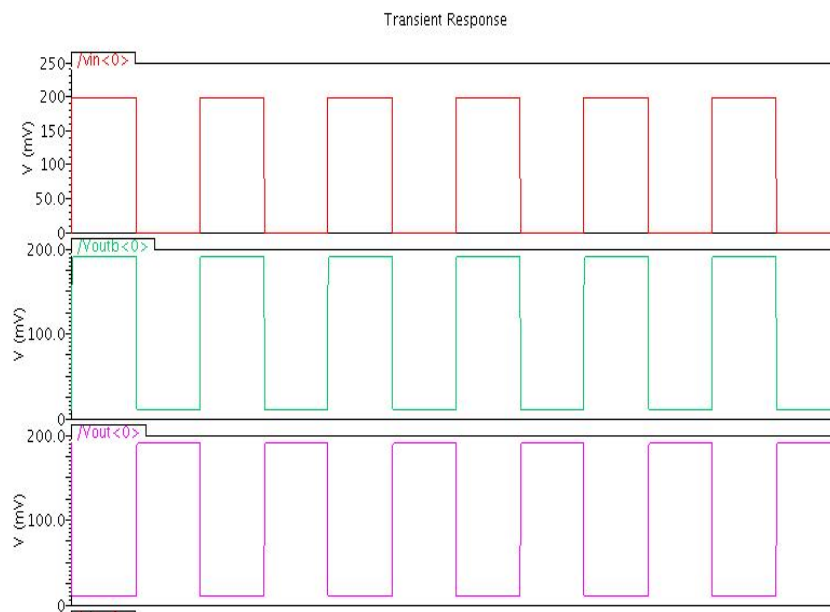 Transient Response
/vin<0>
250
200
150
100
50.0
0
V (mV)
/Voutb<0>
200.0
100.0
0
V (mV)
/Vout<0>
200.0
100.0
0
V (mV)